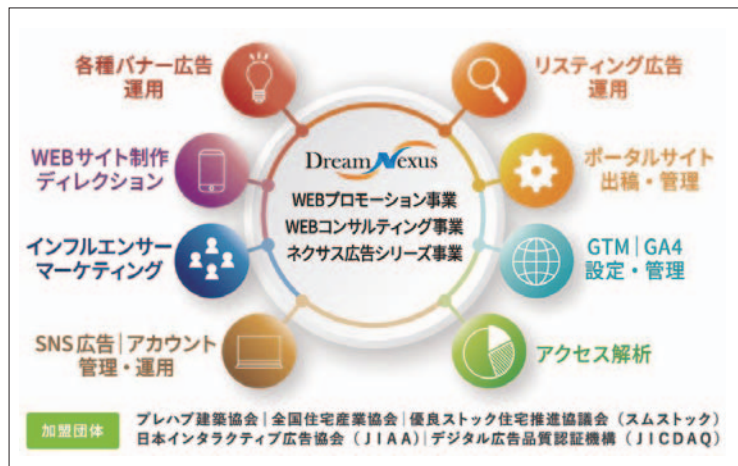 各種バナー広告
運用
リスティング広告
運用
WEBサイト制作
ディレクション
ポータルサイト
出稿・管理
インフルエンサー
マーケティング
GTM|GA4
設定・管理
SNS広告|アカウント
管理・運用
アクセス解析
Dream Nexus
WEBプロモーション事業
WEBコンサルティング事業
ネクサス広告シリーズ事業
加盟団体
プレハブ建築協会|全国住宅産業協会|優良ストック住宅推進協議会(スムストック)
日本インタラクティブ広告協会(JIAA)|デジタル広告品質認証機構(JICDAQ)